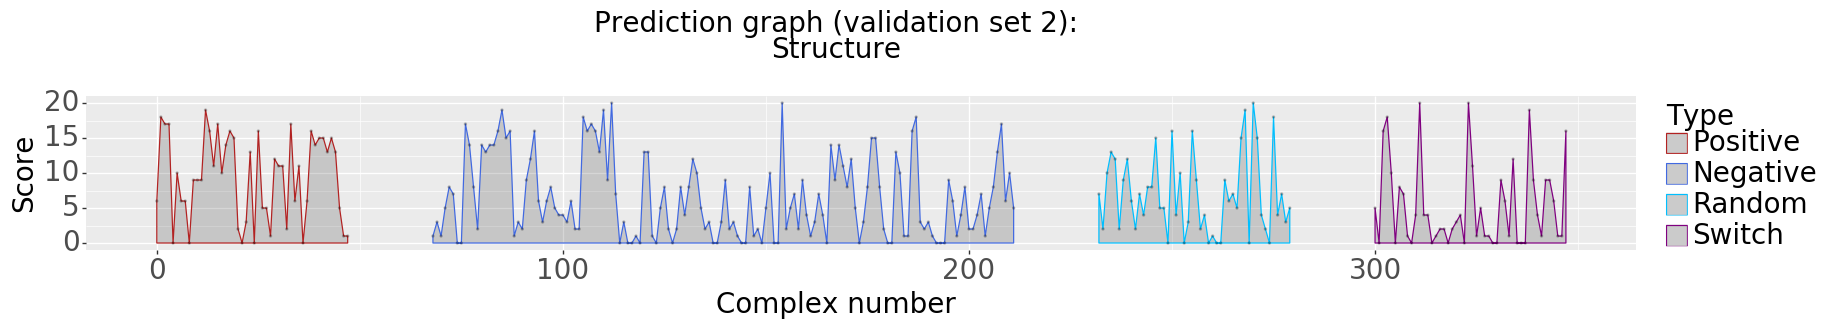 Prediction graph (validation set 2):
Structure
Score
20
15
10
5
0
0 100 200 300
Complex number
Type
Positive
Negative
Random
Switch